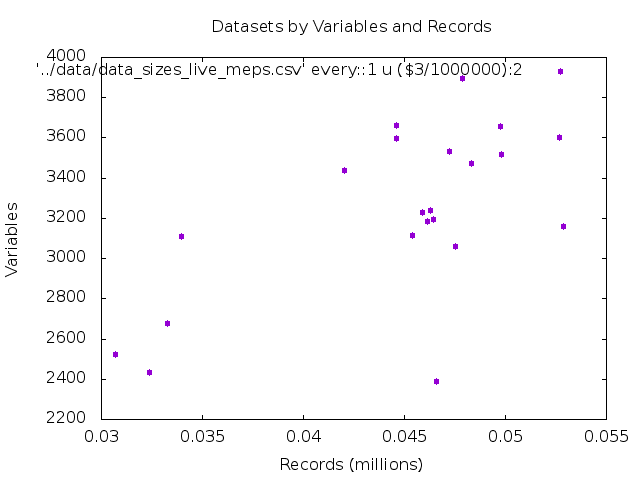 Datasets by Variables and Records
'../data/data_sizes_live_meps.csv' every::1 u ($3/1000000):2
4000
3800
3600
3400
3200
3000
2800
2600
2400
2200
Variables
0.03 0.035 0.04 0.045 0.05 0.055
Records (millions)